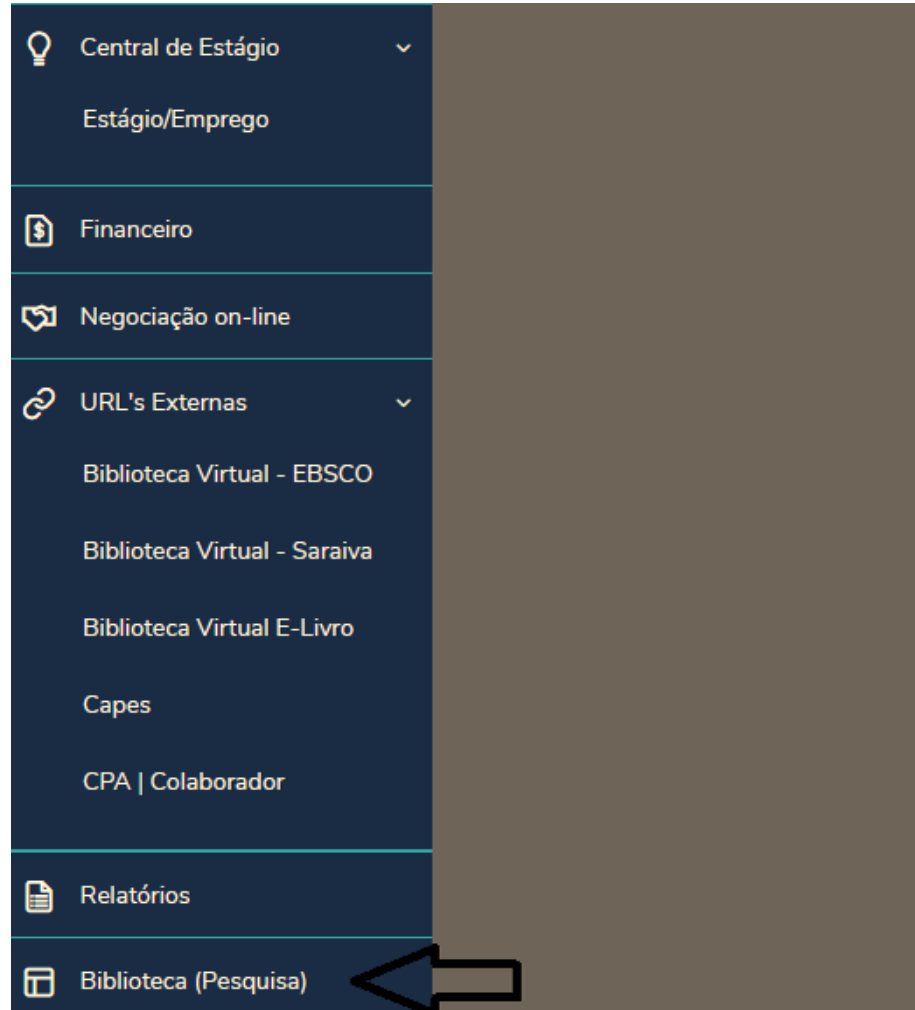 Central de Estágio
Estágio/Emprego
Financeiro
Negociação on-line
URL's Externas
Biblioteca Virtual - EBSCO
Biblioteca Virtual - Saraiva
Biblioteca Virtual E-Livro
Capes
CPA | Colaborador
Relatórios
Biblioteca (Pesquisa)